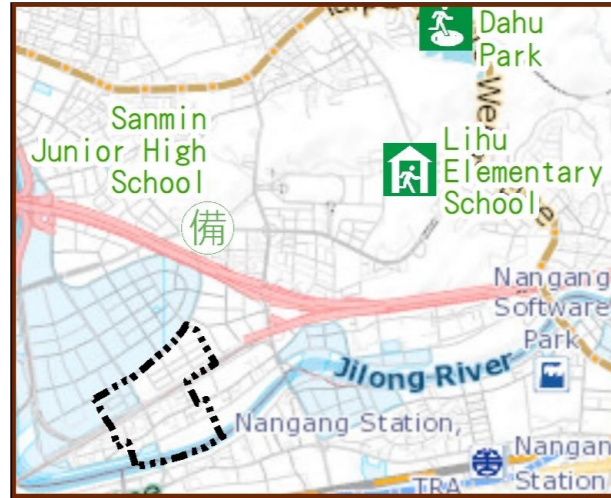 Dahu
Park
Sanmin
Junior High
School
Lihu
Elementary
School
備
Nangang
Software
Park
Jilong River
Nangang Station,
Nangan
Station
TRA